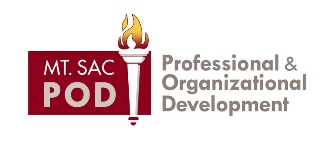 MT. SAC
POD
Professional &
Organizational
Development